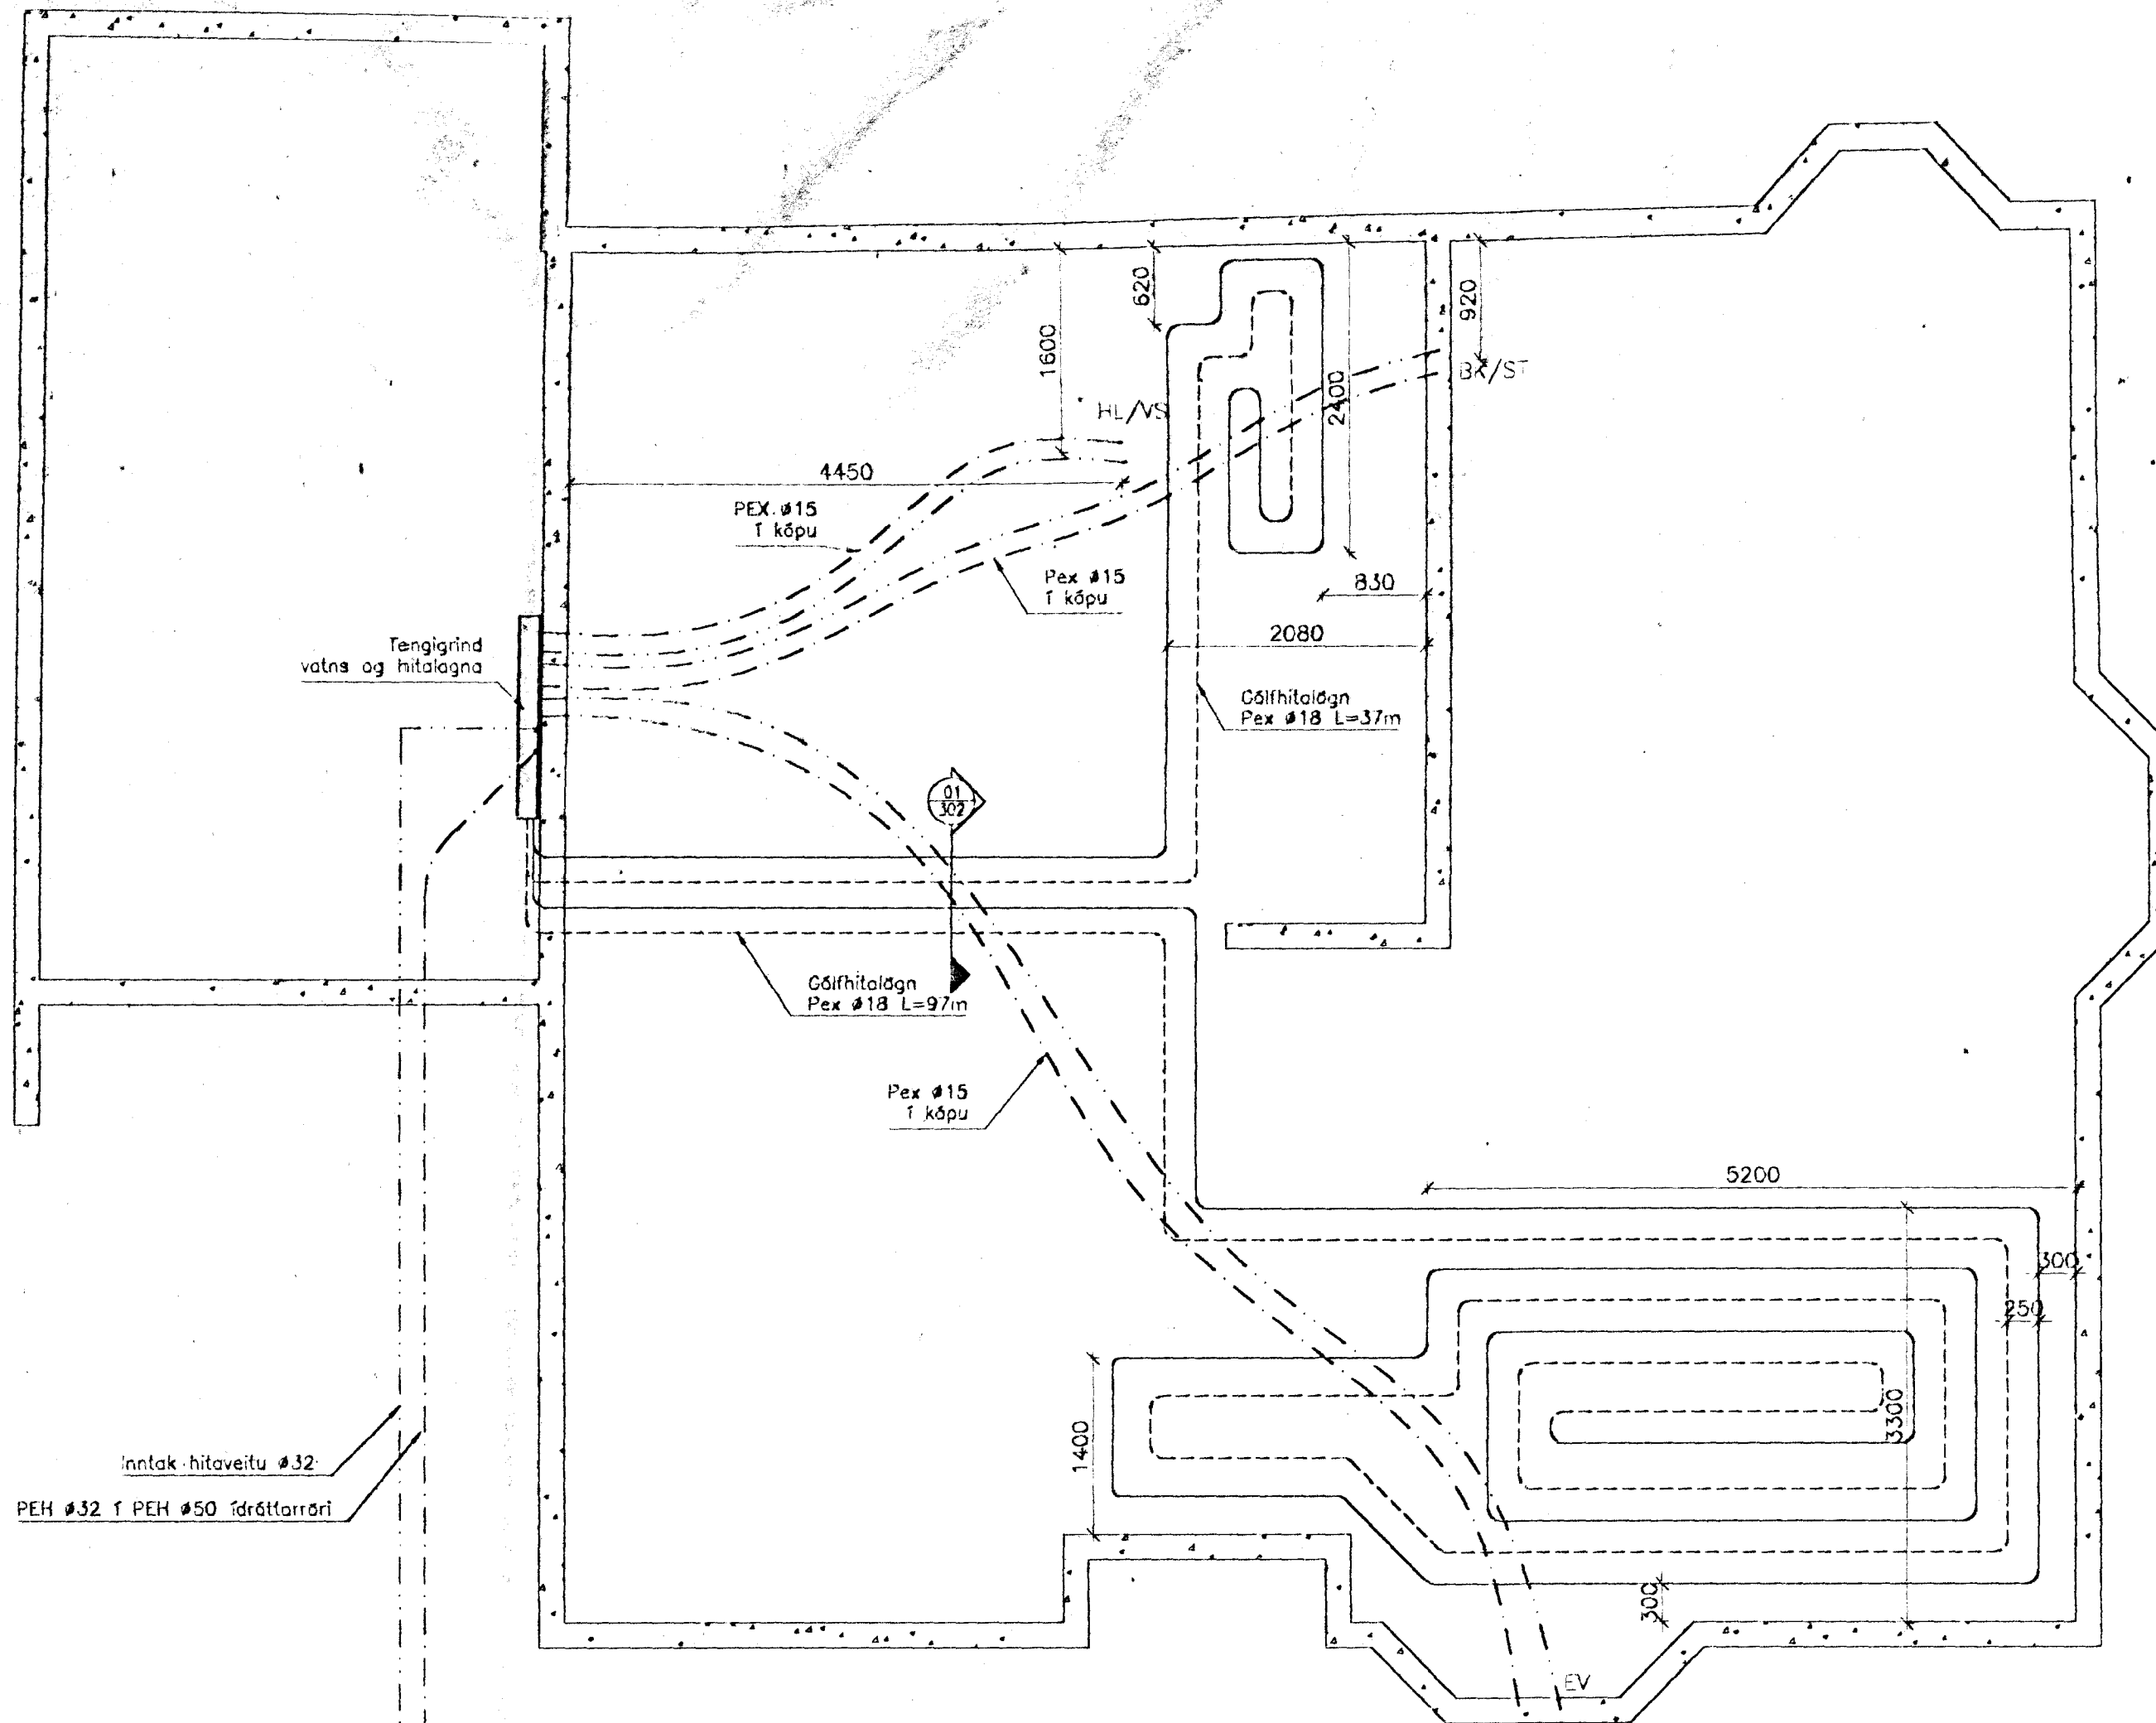 620
920
1600
BK/ST
2400
HL/VS
4450
PEX ø15
í kápu
Pex ø15
í kápu
830
2080
Tengigrind
vatns og hitalagna
Gólfhitalögn
Pex ø18 L=37m
01
302
Gólfhitalögn
Pex ø18 L=97m
Pex ø15
í kápu
5200
300
250
3300
1400
Inntak hitaveitu ø32
PEH ø32 í PEH ø50 ídráttarröri
300
EV